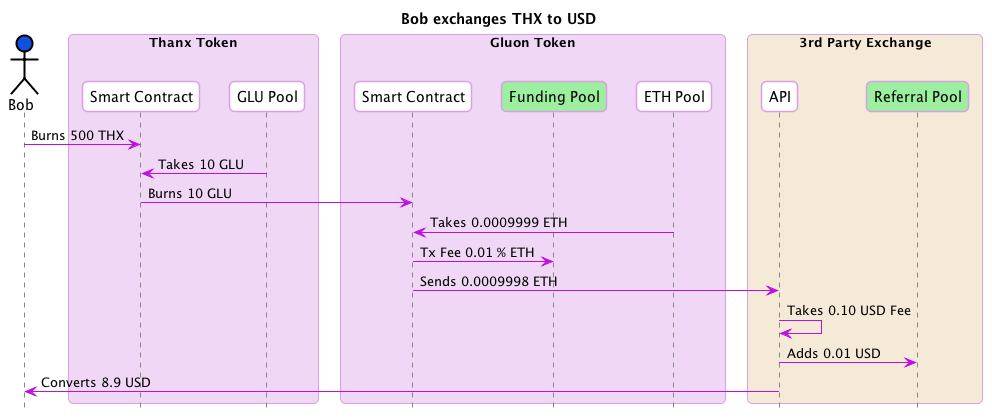 Bob exchanges THX to USD
Thanx Token
Gluon Token
3rd Party Exchange
Bob
Smart Contract
GLU Pool
Smart Contract
Funding Pool
ETH Pool
API
Referral Pool
Burns 500 THX
Takes 10 GLU
Burns 10 GLU
Takes 0.0009999 ETH
Tx Fee 0.01 % ETH
Sends 0.0009998 ETH
Takes 0.10 USD Fee
Adds 0.01 USD
Converts 8.9 USD